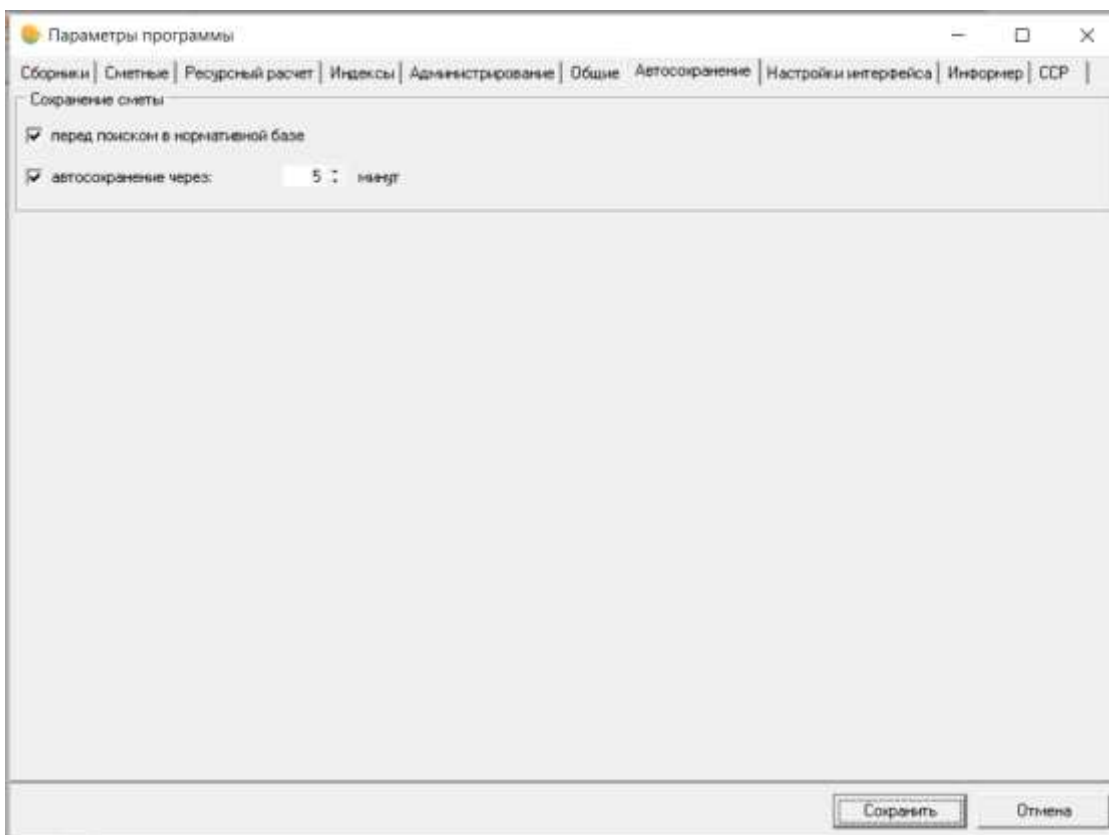 Параметры программы
Сборники Сметные Ресурсный расчет Индексы Администрирование Общие Автосохранение Настройки интерфейса Информер ССР
Сохранение сметы
перед поиском в нормативной базе
автосохранение через: 5 минут
Сохранить Отмена